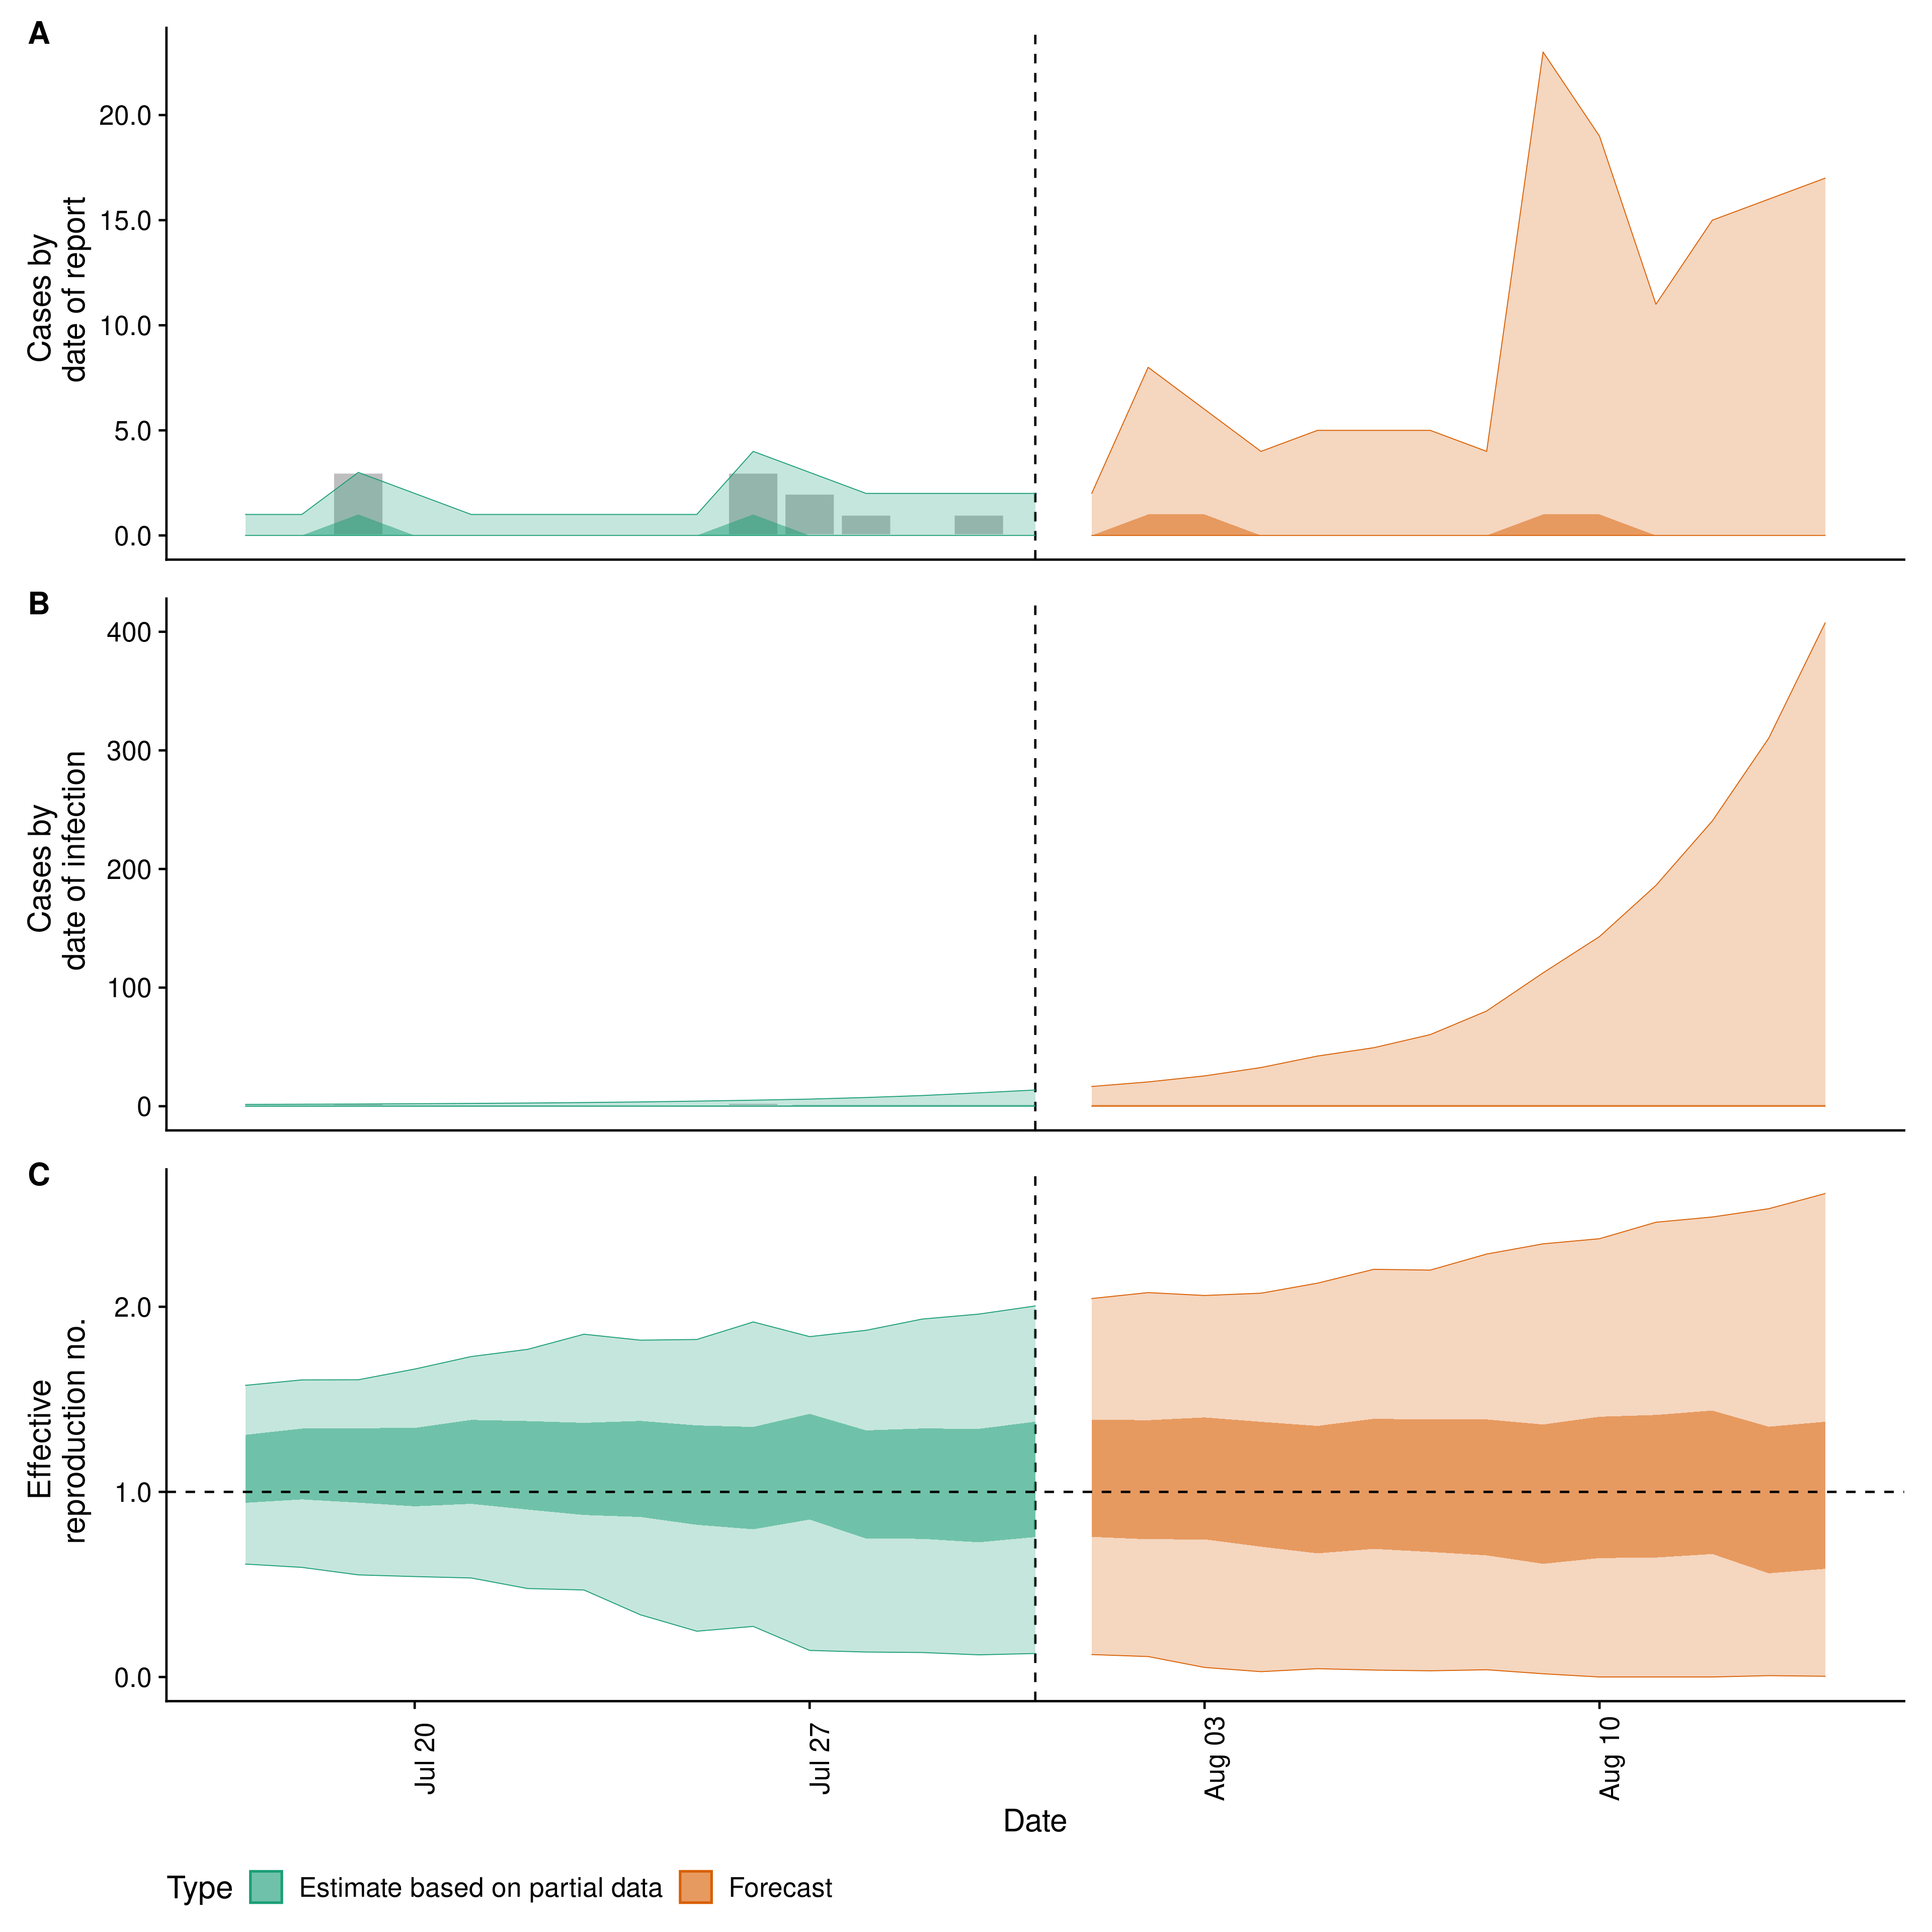 A
Cases by
date of report
20.0
15.0
10.0
5.0
0.0
B
Cases by
date of infection
400
300
200
100
0
C
Effective
reproduction no.
2.0
1.0
0.0
Jul 20
Jul 27
Aug 03
Aug 10
Date
Type
Estimate based on partial data
Forecast